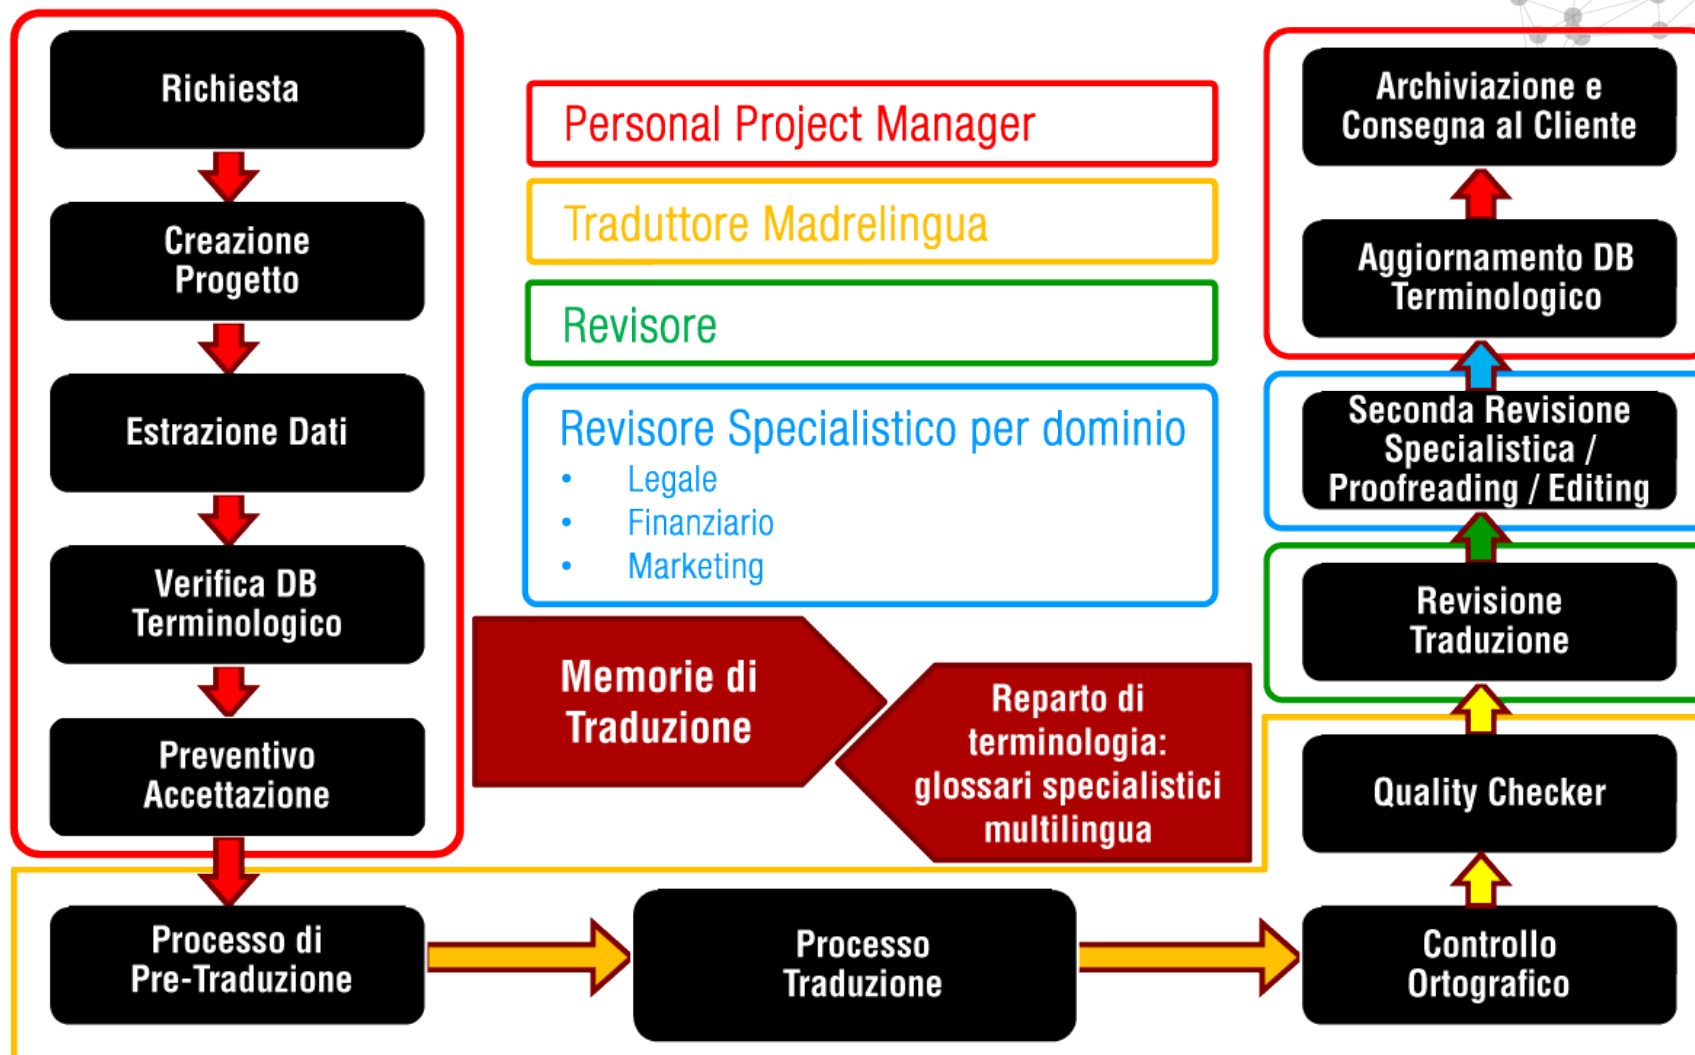 Richiesta
Creazione
Progetto
Estrazione Dati
Verifica DB
Terminologico
Preventivo
Accettazione
Processo di
Pre-Traduzione
Personal Project Manager
Traduttore Madrelingua
Revisore
Revisore Specialistico per dominio
• Legale
• Finanziario
• Marketing
Memorie di
Traduzione
Reparto di
terminologia:
glossari specialistici
multilingua
Processo
Traduzione
Archiviazione e
Consegna al Cliente
Aggiornamento DB
Terminologico
Seconda Revisione
Specialistica /
Proofreading / Editing
Revisione
Traduzione
Quality Checker
Controllo
Ortografico